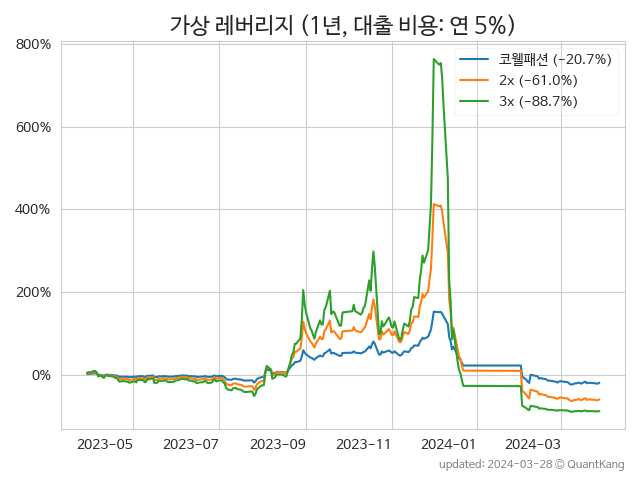 가상 레버리지 (1년, 대출 비용: 연 5%)
800%
600%
400%
200%
0%
코웰패션 (-20.7%)
2x (-61.0%)
3x (-88.7%)
2023-05 2023-07 2023-09 2023-11 2024-01 2024-03
updated: 2024-03-28 © QuantKang